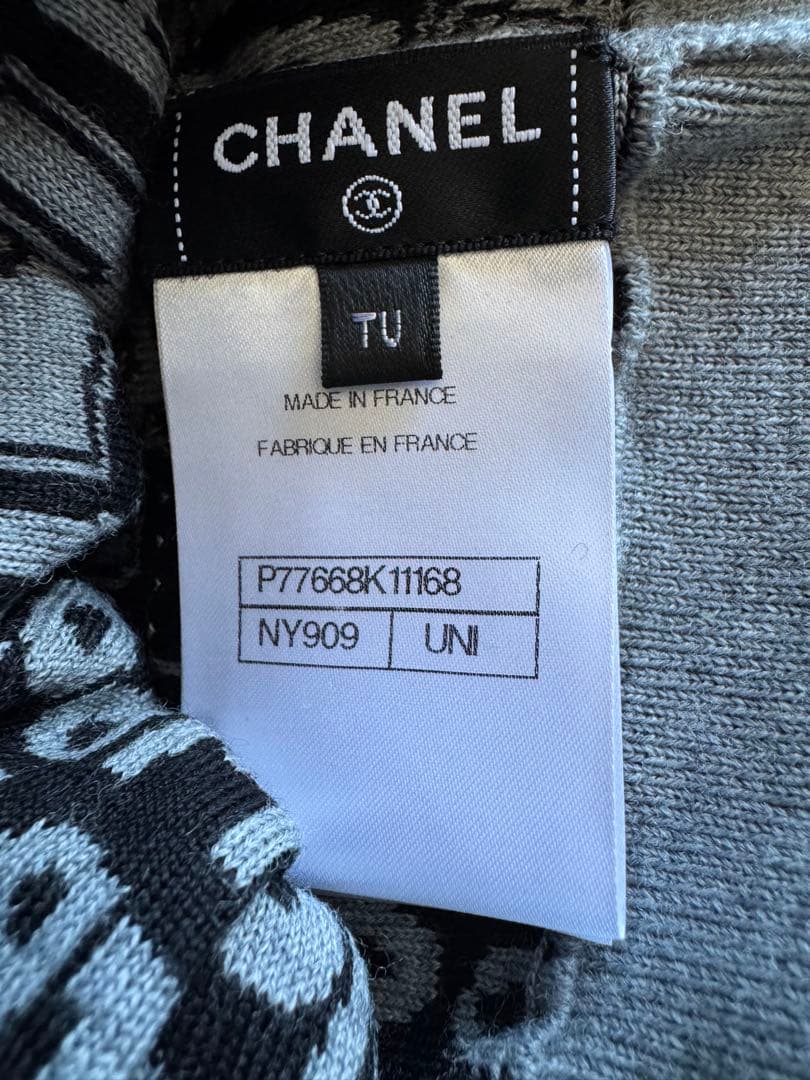 CHANEL
TU
MADE IN FRANCE
FABRIQUE EN FRANCE
P77668K11168
NY909 UNI